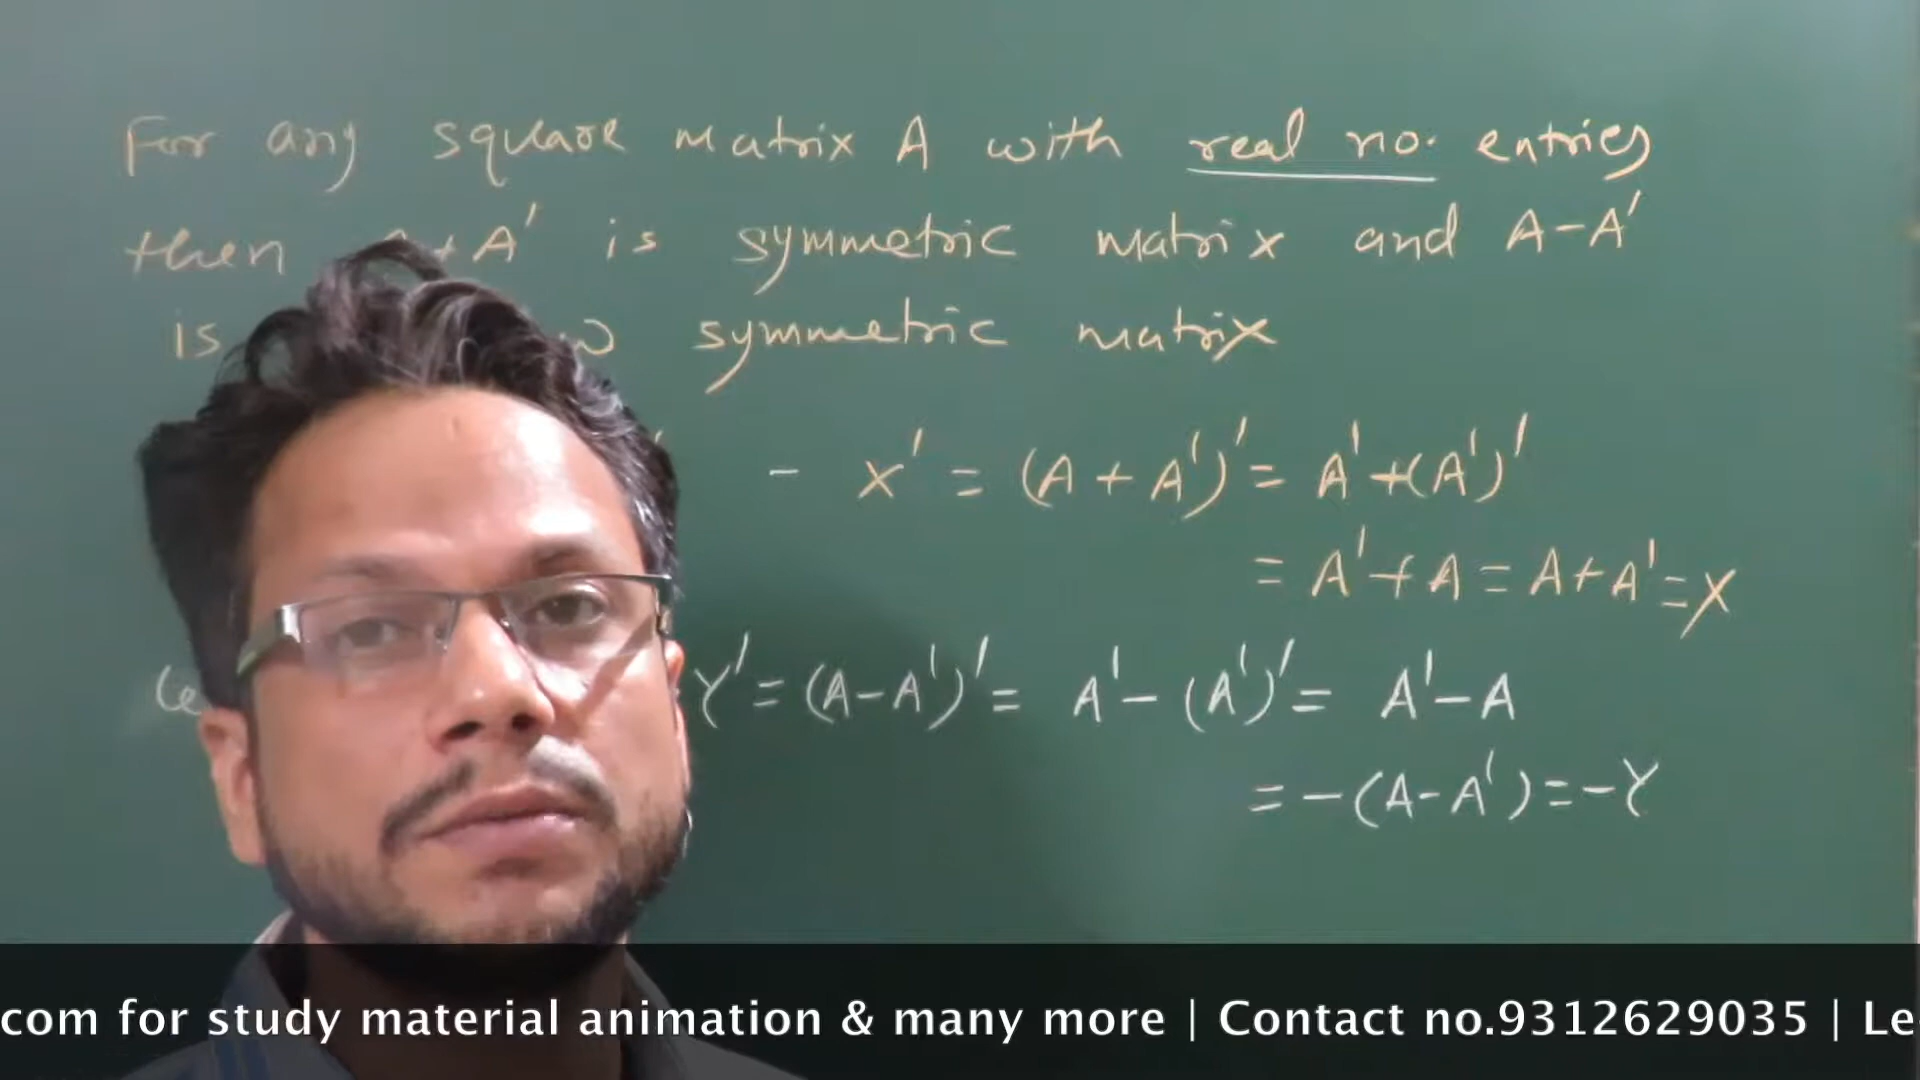 For any square matrix A with real no. entries
then A+A' is symmetric matrix and A-A'
is symmetric matrix
- X' = (A + A')' = A'+(A')'
= A'+A = A+A' = X
Y' = (A-A')' = A'-(A')' = A'-A
= -(A-A') = -Y
com for study material animation & many more | Contact no.9312629035 | Le